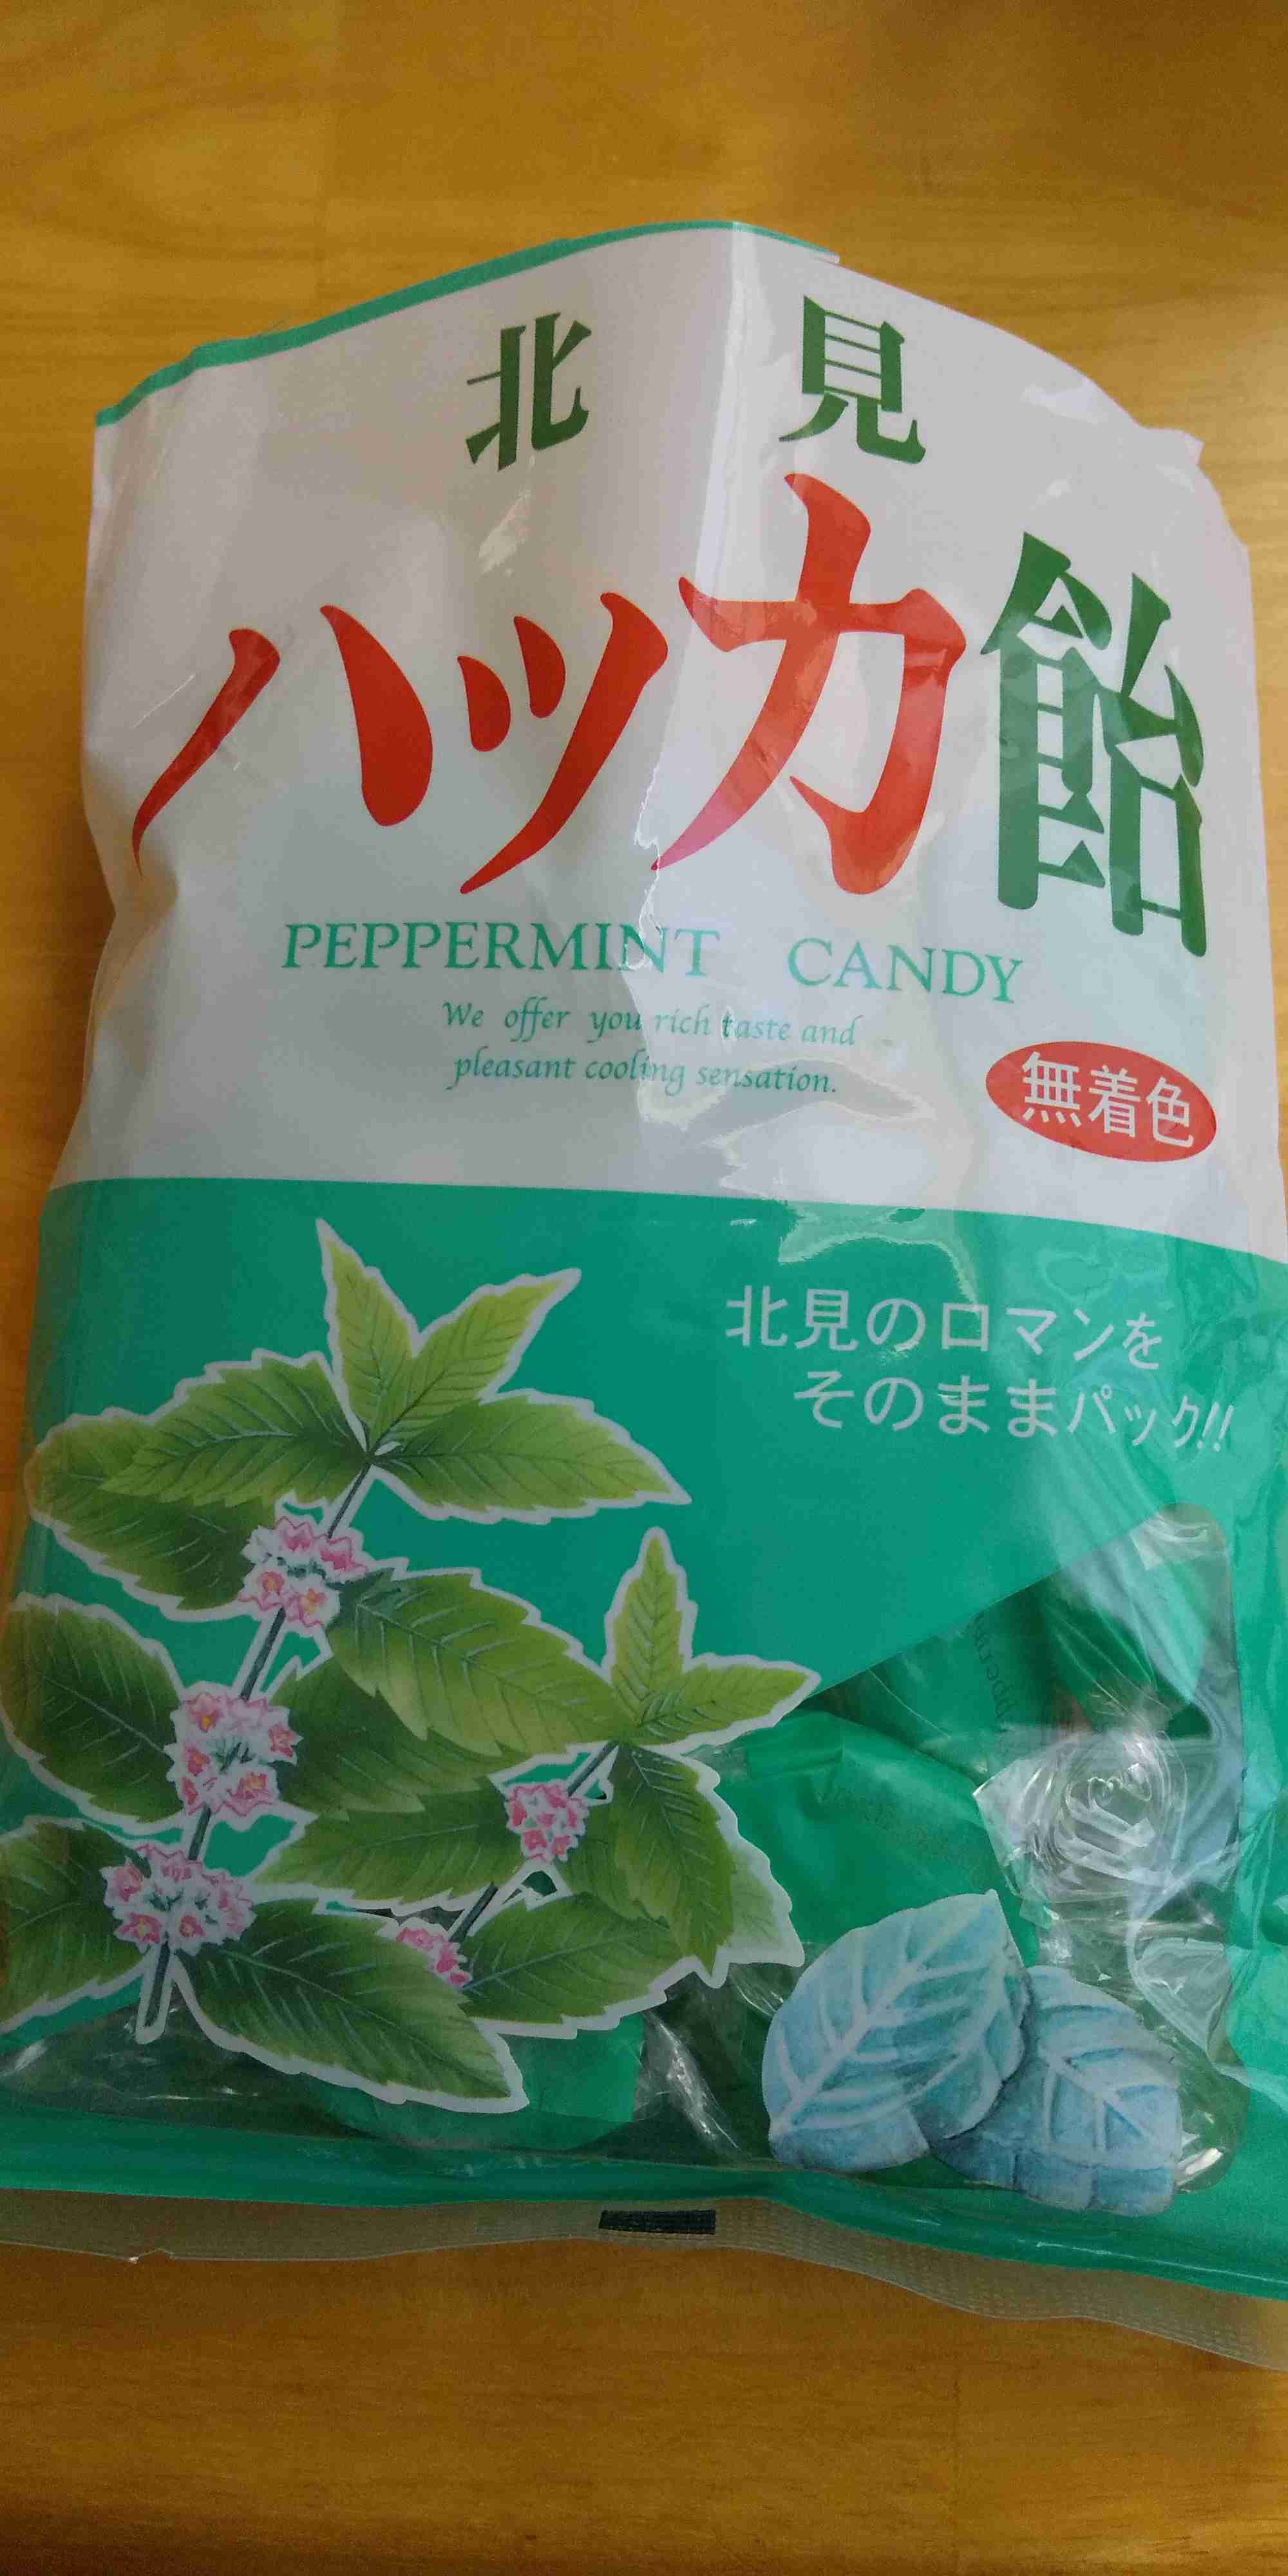 北見
ハッカ飴
PEPPERMINT CANDY
We offer you rich taste and
pleasant cooling sensation.
無着色
北見のロマンを
そのままパック!!